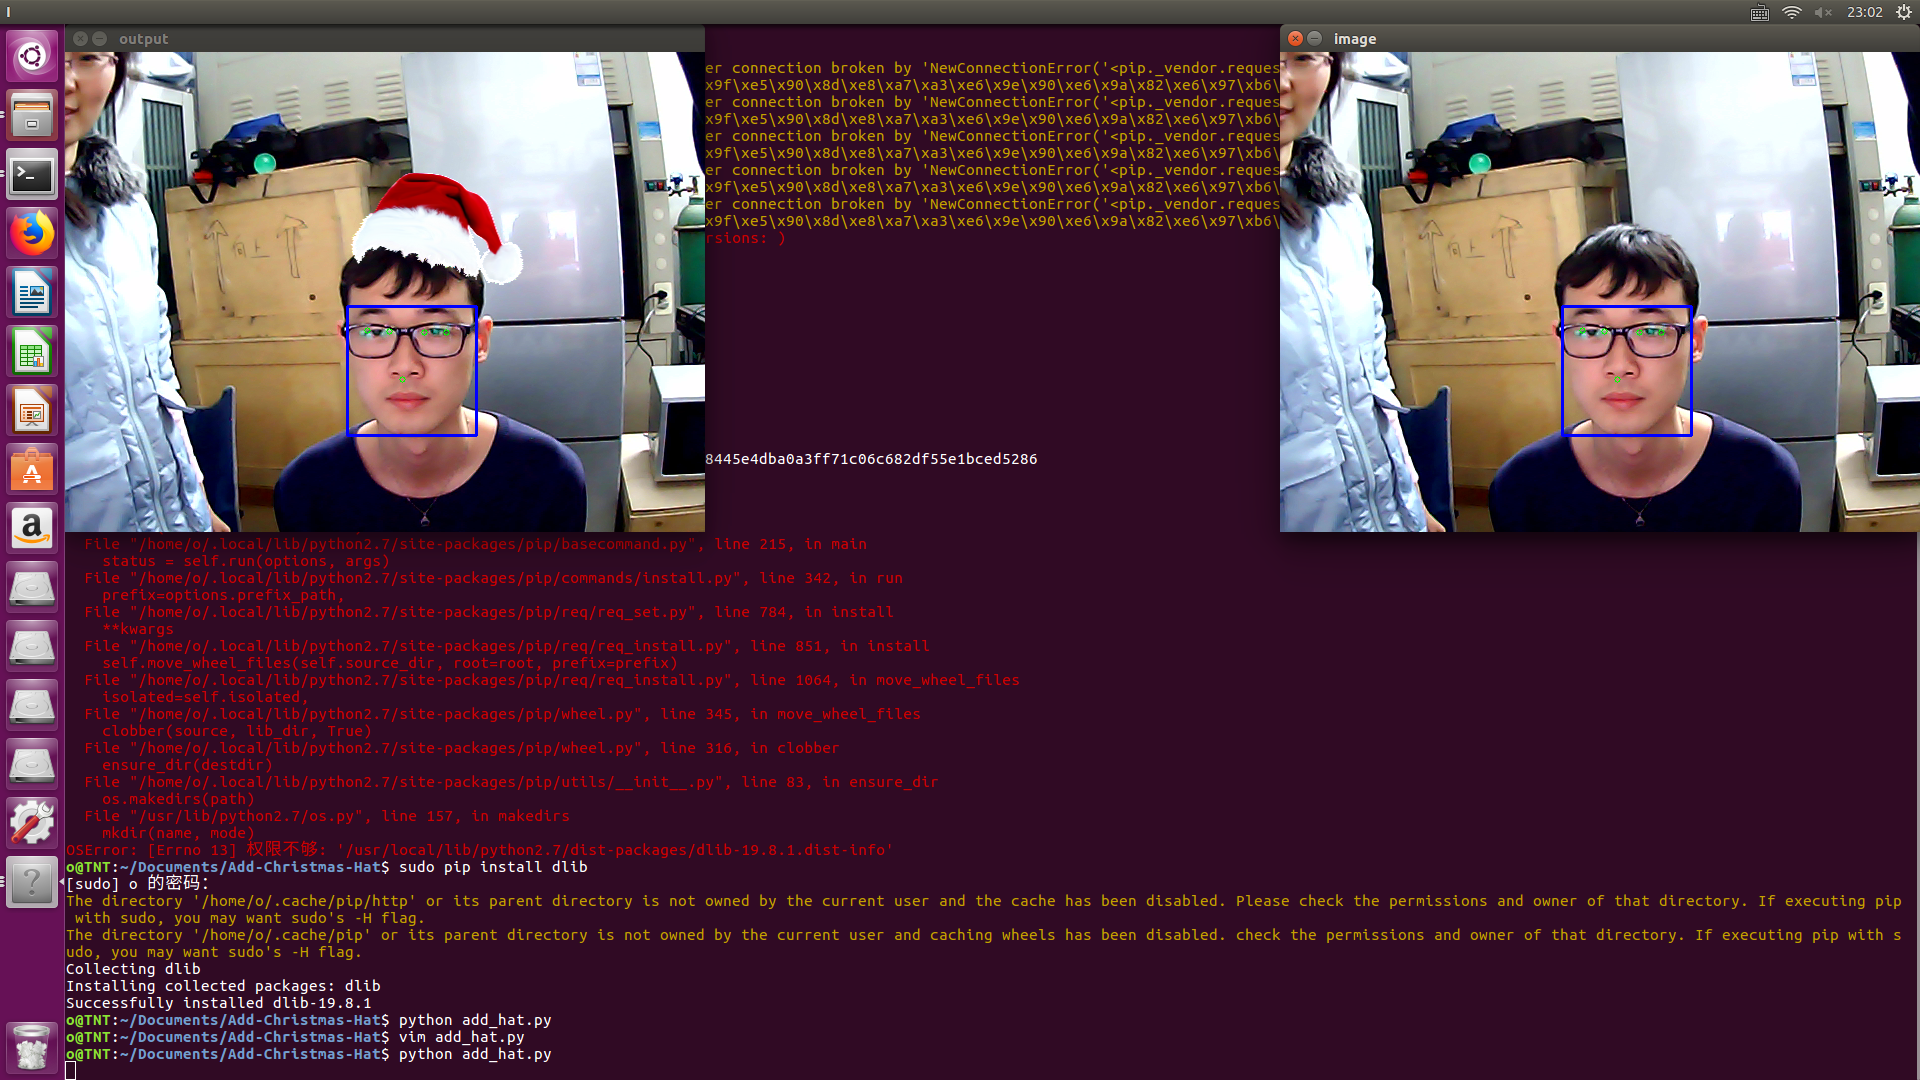 23:02
output
image
er connection broken by 'NewConnectionError('<pip._vendor.reques
x9f\xe5\x90\x8d\xe8\xa7\xa3\xe6\x9e\x90\xe6\x9a\x82\xe6\x97\xb6\
er connection broken by 'NewConnectionError('<pip._vendor.reques
x9f\xe5\x90\x8d\xe8\xa7\xa3\xe6\x9e\x90\xe6\x9a\x82\xe6\x97\xb6\
er connection broken by 'NewConnectionError('<pip._vendor.reques
x9f\xe5\x90\x8d\xe8\xa7\xa3\xe6\x9e\x90\xe6\x9a\x82\xe6\x97\xb6\
er connection broken by 'NewConnectionError('<pip._vendor.reques
x9f\xe5\x90\x8d\xe8\xa7\xa3\xe6\x9e\x90\xe6\x9a\x82\xe6\x97\xb6\
er connection broken by 'NewConnectionError('<pip._vendor.reques
x9f\xe5\x90\x8d\xe8\xa7\xa3\xe6\x9e\x90\xe6\x9a\x82\xe6\x97\xb6\
rsions: )
向上
向上
8445e4dba0a3ff71c06c682df55e1bced5286
File "/home/o/.local/lib/python2.7/site-packages/pip/basecommand.py", line 215, in main
status = self.run(options, args)
File "/home/o/.local/lib/python2.7/site-packages/pip/commands/install.py", line 342, in run
prefix=options.prefix_path,
File "/home/o/.local/lib/python2.7/site-packages/pip/req/req_set.py", line 784, in install
**kwargs
File "/home/o/.local/lib/python2.7/site-packages/pip/req/req_install.py", line 851, in install
self.move_wheel_files(self.source_dir, root=root, prefix=prefix)
File "/home/o/.local/lib/python2.7/site-packages/pip/req/req_install.py", line 1064, in move_wheel_files
isolated=self.isolated,
File "/home/o/.local/lib/python2.7/site-packages/pip/wheel.py", line 345, in move_wheel_files
clobber(source, lib_dir, True)
File "/home/o/.local/lib/python2.7/site-packages/pip/wheel.py", line 316, in clobber
ensure_dir(destdir)
File "/home/o/.local/lib/python2.7/site-packages/pip/utils/__init__.py", line 83, in ensure_dir
os.makedirs(path)
File "/usr/lib/python2.7/os.py", line 157, in makedirs
mkdir(name, mode)
OSError: [Errno 13] 权限不够: '/usr/local/lib/python2.7/dist-packages/dlib-19.8.1.dist-info'
o@TNT:~/Documents/Add-Christmas-Hat$ sudo pip install dlib
[sudo] o 的密码：
The directory '/home/o/.cache/pip/http' or its parent directory is not owned by the current user and the cache has been disabled. Please check the permissions and owner of that directory. If executing pip
with sudo, you may want sudo's -H flag.
The directory '/home/o/.cache/pip' or its parent directory is not owned by the current user and caching wheels has been disabled. check the permissions and owner of that directory. If executing pip with s
udo, you may want sudo's -H flag.
Collecting dlib
Installing collected packages: dlib
Successfully installed dlib-19.8.1
o@TNT:~/Documents/Add-Christmas-Hat$ python add_hat.py
o@TNT:~/Documents/Add-Christmas-Hat$ vim add_hat.py
o@TNT:~/Documents/Add-Christmas-Hat$ python add_hat.py